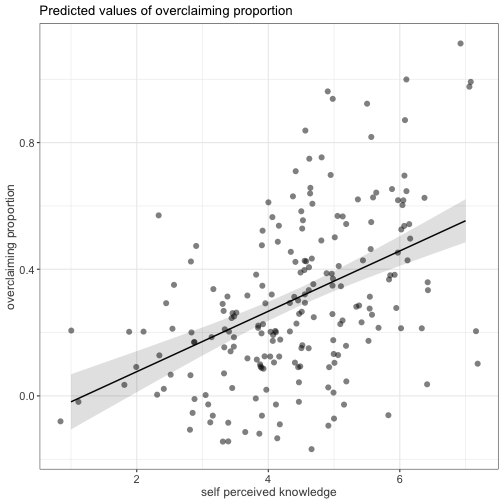 Predicted values of overclaiming proportion
overclaiming proportion
0.8
0.4
0.0
2 4 6
self perceived knowledge